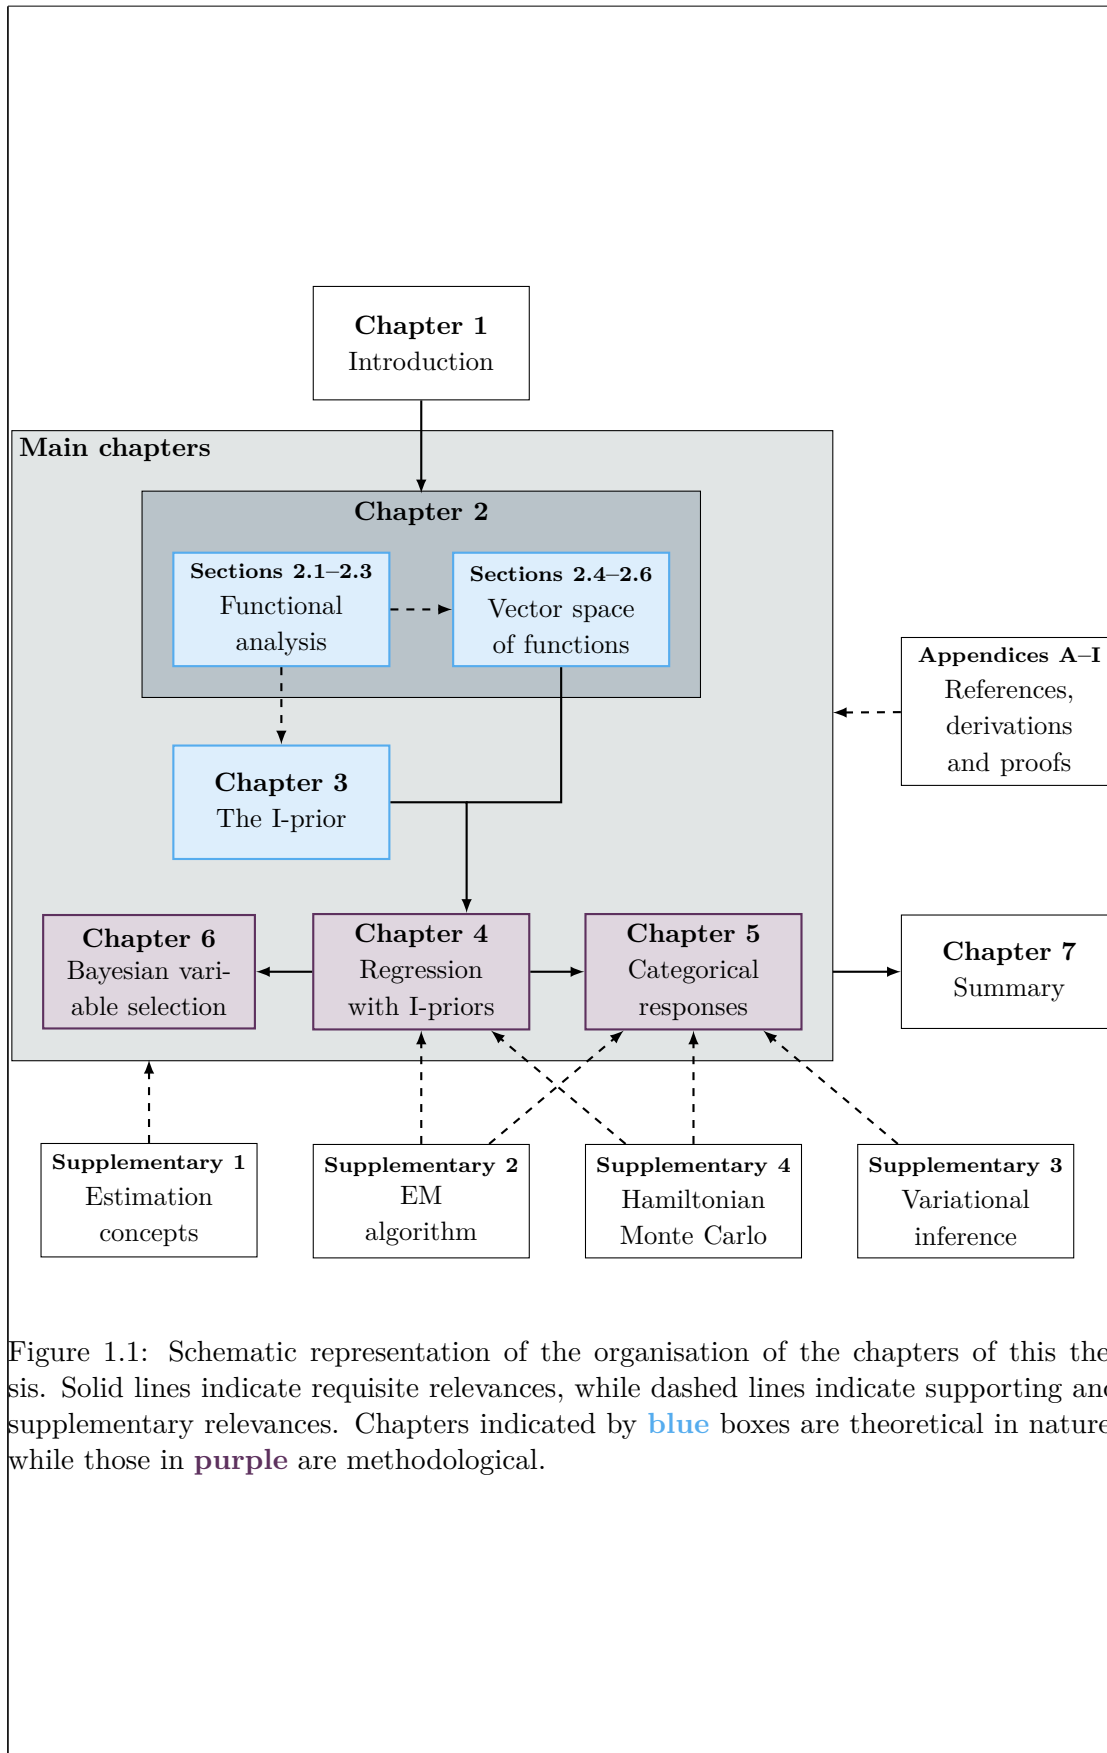 Chapter 1
Introduction
Main chapters
Chapter 2
Sections 2.1–2.3
Functional
analysis
Sections 2.4–2.6
Vector space
of functions
Appendices A–I
References,
derivations
and proofs
Chapter 3
The I-prior
Chapter 6
Bayesian vari-
able selection
Chapter 4
Regression
with I-priors
Chapter 5
Categorical
responses
Chapter 7
Summary
Supplementary 1
Estimation
concepts
Supplementary 2
EM
algorithm
Supplementary 4
Hamiltonian
Monte Carlo
Supplementary 3
Variational
inference
Figure 1.1: Schematic representation of the organisation of the chapters of this the-
sis. Solid lines indicate requisite relevances, while dashed lines indicate supporting and
supplementary relevances. Chapters indicated by blue boxes are theoretical in nature
while those in purple are methodological.